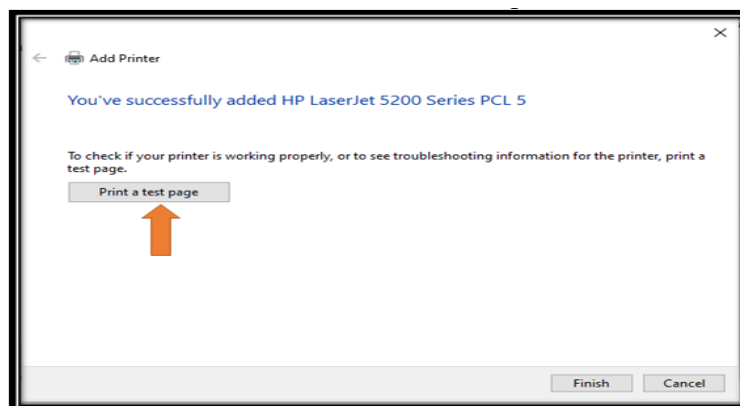 Add Printer
You've successfully added HP LaserJet 5200 Series PCL 5
To check if your printer is working properly, or to see troubleshooting information for the printer, print a
test page.
Print a test page
Finish Cancel